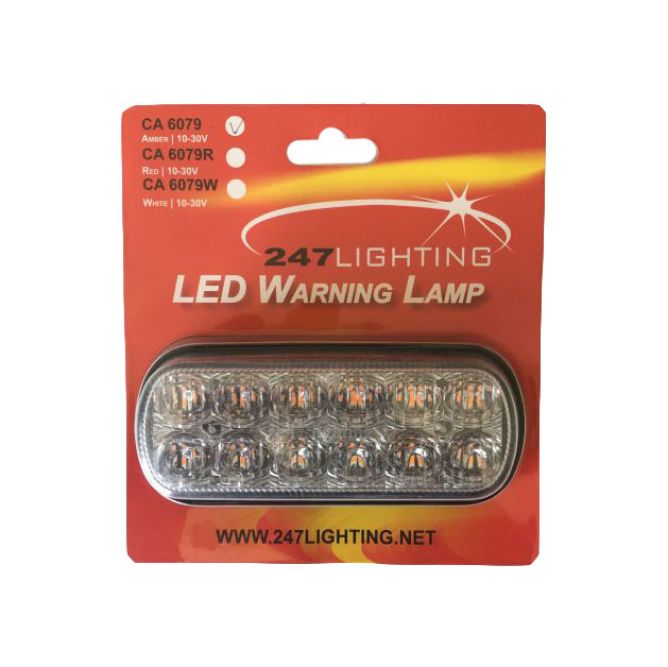 CA 6079
AMBER | 10-30V
CA 6079R
RED | 10-30V
CA 6079W
WHITE | 10-30V
247LIGHTING
LED WARNING LAMP
WWW.247LIGHTING.NET